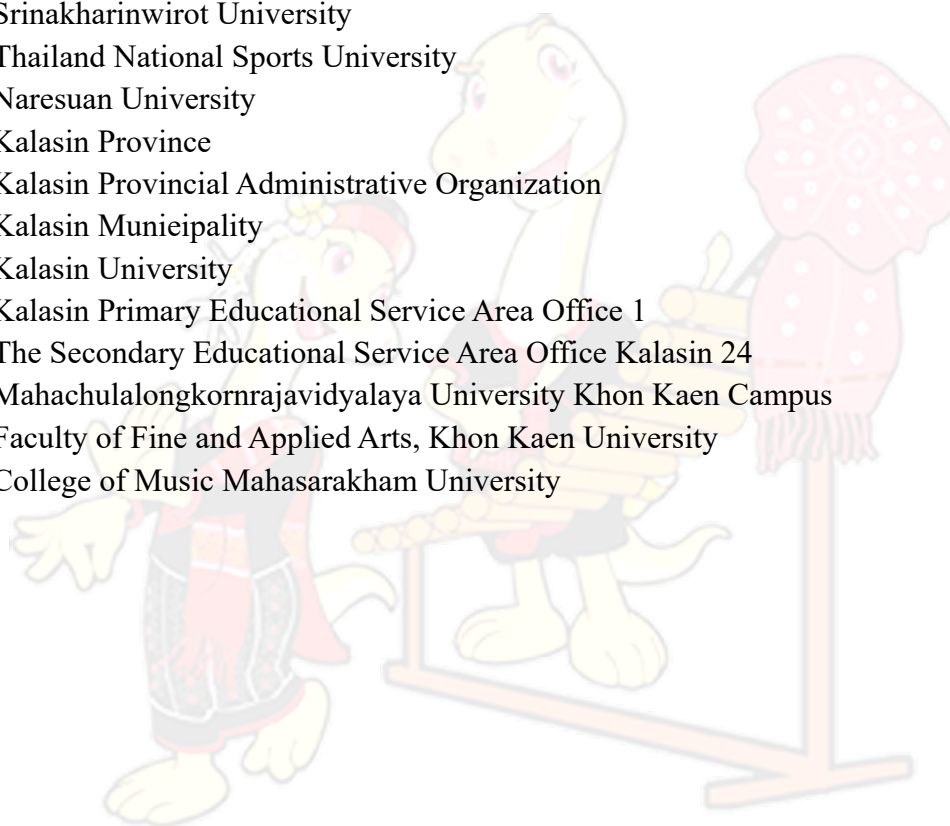 Srinakharinwirot University
Thailand National Sports University
Naresuan University
Kalasin Province
Kalasin Provincial Administrative Organization
Kalasin Munieipality
Kalasin University
Kalasin Primary Educational Service Area Office 1
The Secondary Educational Service Area Office Kalasin 24
Mahachulalongkornrajavidyalaya University Khon Kaen Campus
Faculty of Fine and Applied Arts, Khon Kaen University
College of Music Mahasarakham University